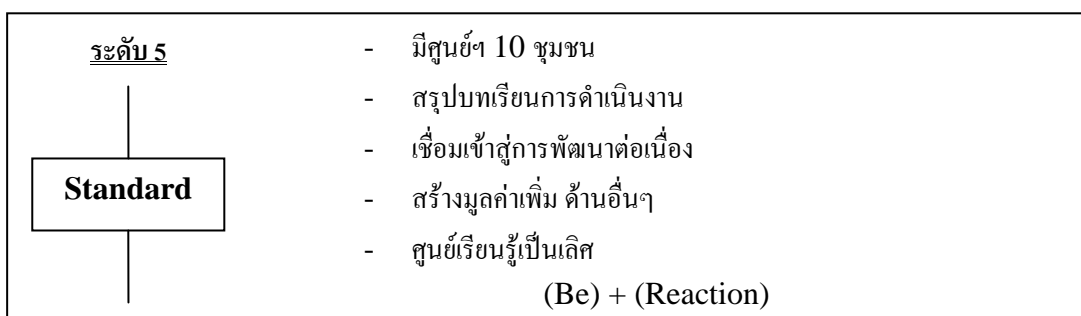 ระดับ 5
- มีศูนย์ฯ 10 ชุมชน
- สรุปบทเรียนการดำเนินงาน
- เชื่อมเข้าสู่การพัฒนาต่อเนื่อง
Standard
- สร้างมูลค่าเพิ่ม ด้านอื่นๆ
- ศูนย์เรียนรู้เป็นเลิศ
(Be) + (Reaction)